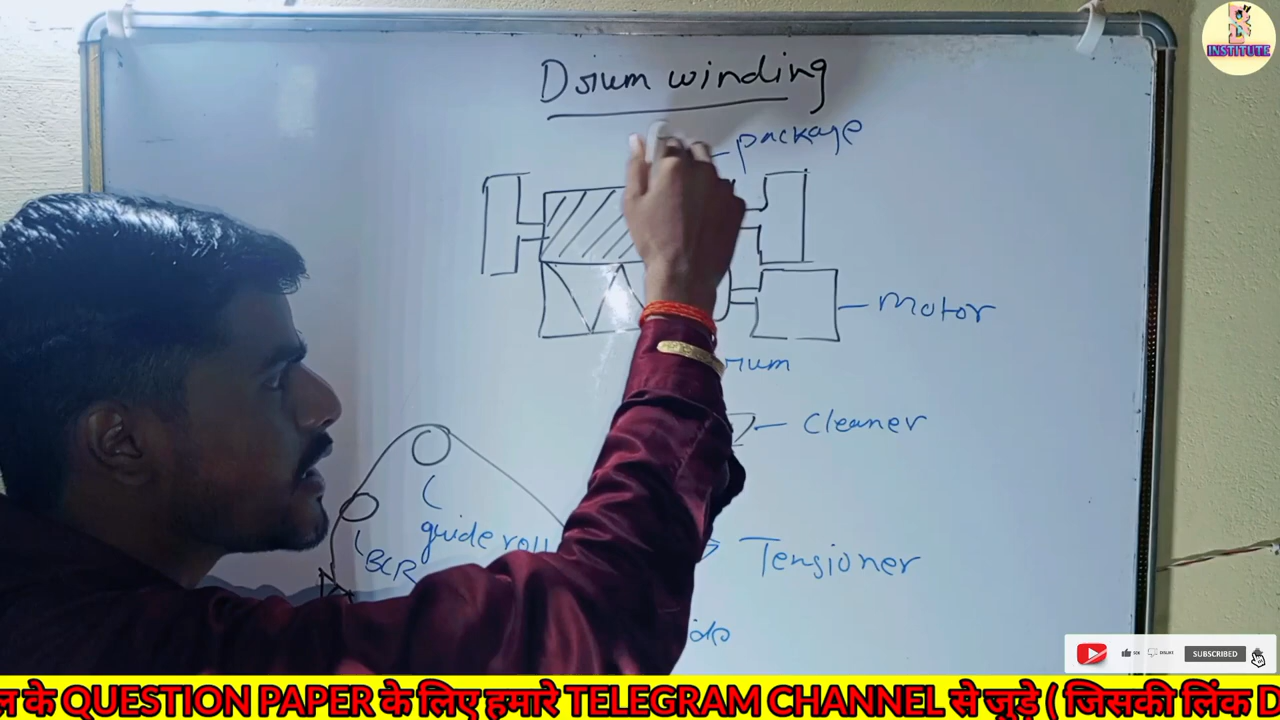 INSTITUTE
Drum winding
package
Motor
rum
Cleaner
guide roll
BCR
Tensioner
SUBSCRIBED
के QUESTION PAPER के लिए हमारे TELEGRAM CHANNEL से जुड़े ( जिसकी लिंक D